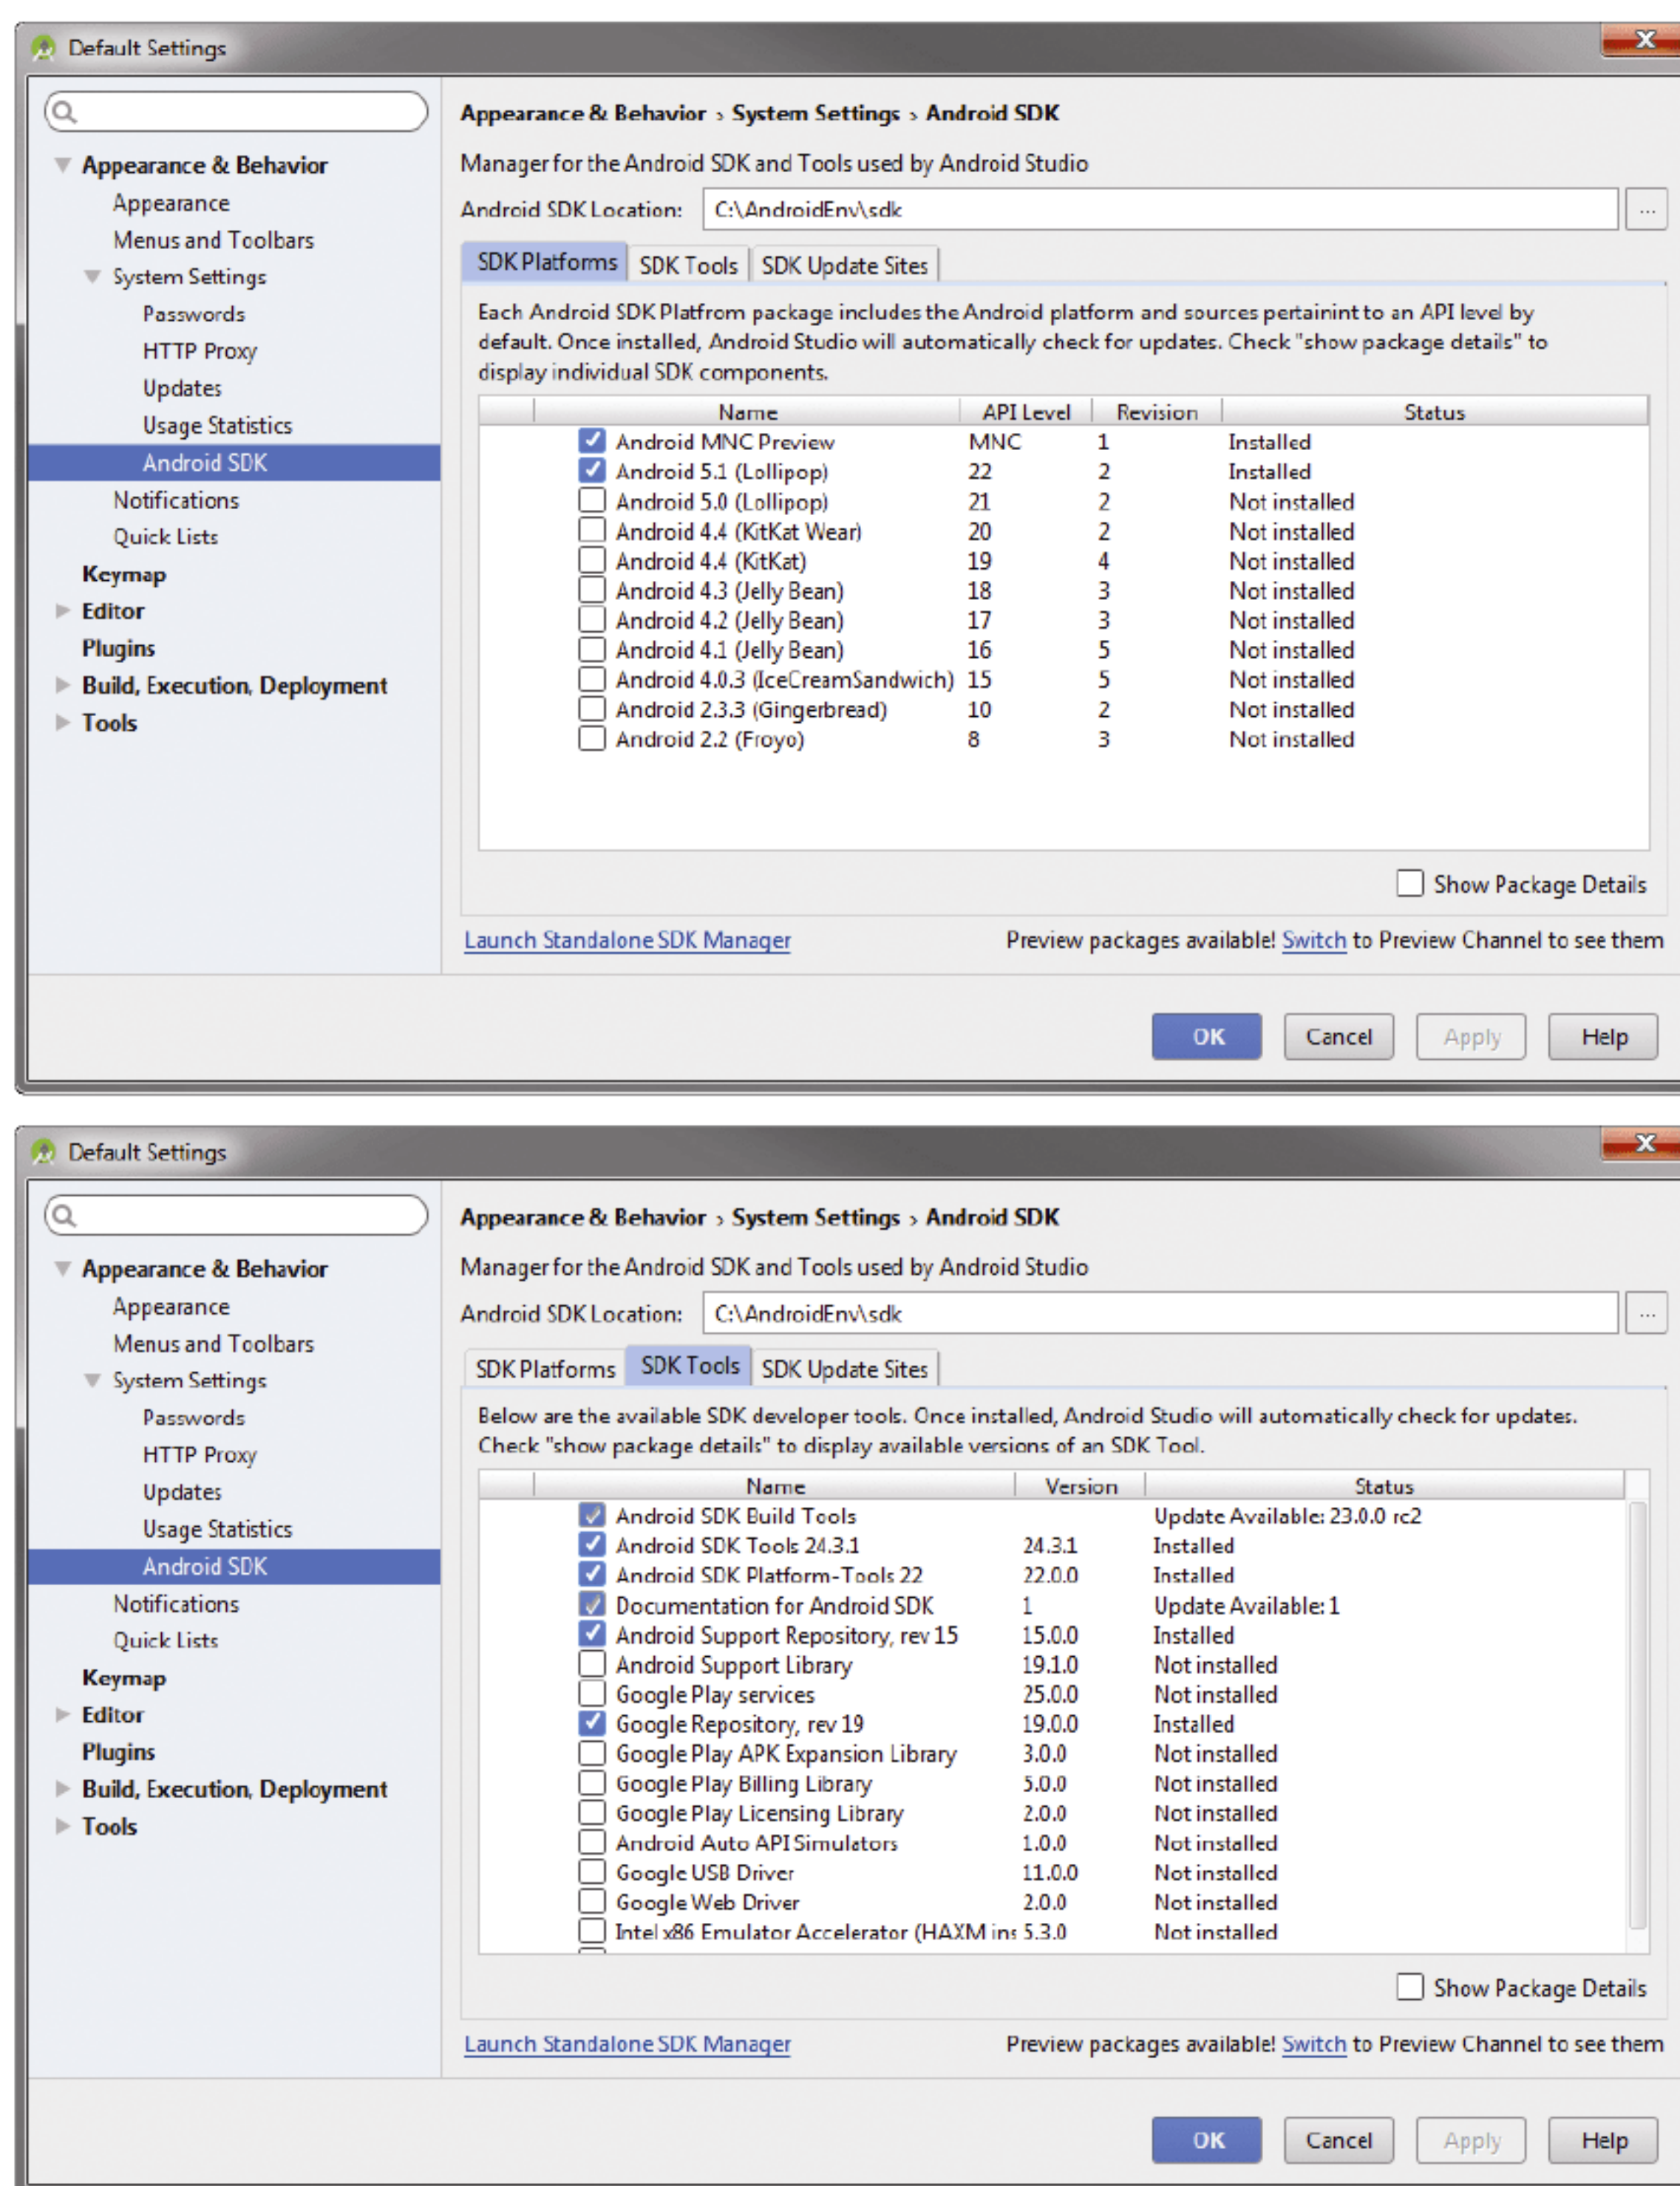 Default Settings
Appearance & Behavior
Appearance
Menus and Toolbars
System Settings
Passwords
HTTP Proxy
Updates
Usage Statistics
Android SDK
Notifications
Quick Lists
Keymap
Editor
Plugins
Build, Execution, Deployment
Tools
Appearance & Behavior › System Settings › Android SDK
Manager for the Android SDK and Tools used by Android Studio
Android SDK Location: C:\AndroidEnv\sdk ...
SDK Platforms SDK Tools SDK Update Sites
Each Android SDK Platfrom package includes the Android platform and sources pertainint to an API level by
default. Once installed, Android Studio will automatically check for updates. Check "show package details" to
display individual SDK components.
Name API Level Revision Status
Android MNC Preview MNC 1 Installed
Android 5.1 (Lollipop) 22 2 Installed
Android 5.0 (Lollipop) 21 2 Not installed
Android 4.4 (KitKat Wear) 20 2 Not installed
Android 4.4 (KitKat) 19 4 Not installed
Android 4.3 (Jelly Bean) 18 3 Not installed
Android 4.2 (Jelly Bean) 17 3 Not installed
Android 4.1 (Jelly Bean) 16 5 Not installed
Android 4.0.3 (IceCreamSandwich) 15 5 Not installed
Android 2.3.3 (Gingerbread) 10 2 Not installed
Android 2.2 (Froyo) 8 3 Not installed
Show Package Details
Launch Standalone SDK Manager Preview packages available! Switch to Preview Channel to see them
OK Cancel Apply Help
Default Settings
Appearance & Behavior
Appearance
Menus and Toolbars
System Settings
Passwords
HTTP Proxy
Updates
Usage Statistics
Android SDK
Notifications
Quick Lists
Keymap
Editor
Plugins
Build, Execution, Deployment
Tools
Appearance & Behavior › System Settings › Android SDK
Manager for the Android SDK and Tools used by Android Studio
Android SDK Location: C:\AndroidEnv\sdk ...
SDK Platforms SDK Tools SDK Update Sites
Below are the available SDK developer tools. Once installed, Android Studio will automatically check for updates.
Check "show package details" to display available versions of an SDK Tool.
Name Version Status
Android SDK Build Tools Update Available: 23.0.0 rc2
Android SDK Tools 24.3.1 24.3.1 Installed
Android SDK Platform-Tools 22 22.0.0 Installed
Documentation for Android SDK 1 Update Available: 1
Android Support Repository, rev 15 15.0.0 Installed
Android Support Library 19.1.0 Not installed
Google Play services 25.0.0 Not installed
Google Repository, rev 19 19.0.0 Installed
Google Play APK Expansion Library 3.0.0 Not installed
Google Play Billing Library 5.0.0 Not installed
Google Play Licensing Library 2.0.0 Not installed
Android Auto API Simulators 1.0.0 Not installed
Google USB Driver 11.0.0 Not installed
Google Web Driver 2.0.0 Not installed
Intel x86 Emulator Accelerator (HAXM ins 5.3.0 Not installed
Show Package Details
Launch Standalone SDK Manager Preview packages available! Switch to Preview Channel to see them
OK Cancel Apply Help